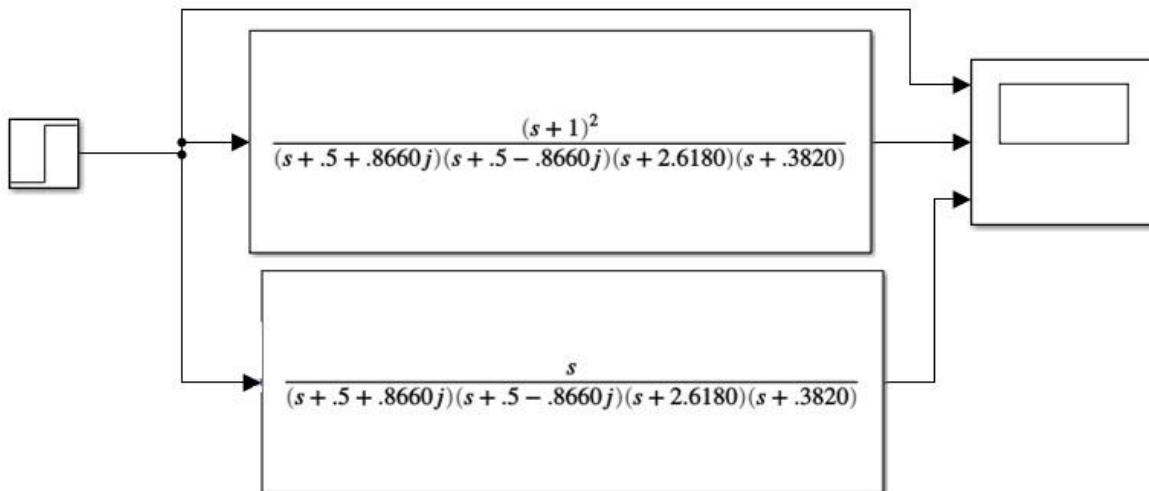 (s + 1)²
(s + .5 + .8660j)(s + .5 − .8660j)(s + 2.6180)(s + .3820)
s
(s + .5 + .8660j)(s + .5 − .8660j)(s + 2.6180)(s + .3820)